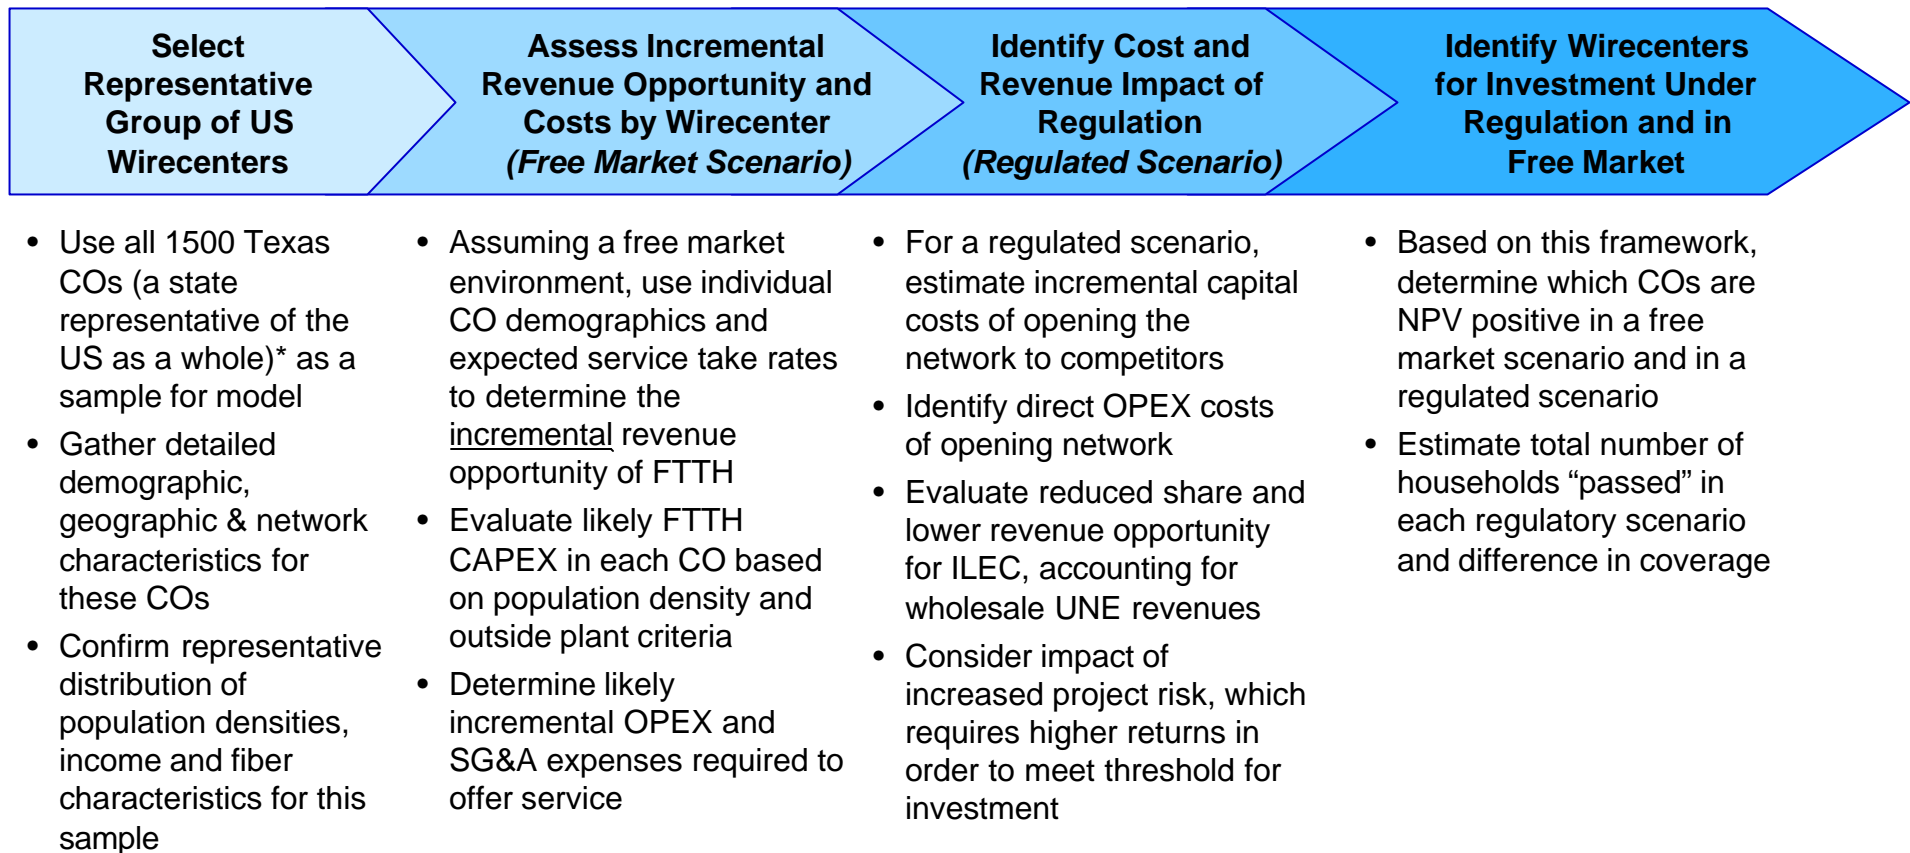 Select
Representative
Group of US
Wirecenters
Assess Incremental
Revenue Opportunity and
Costs by Wirecenter
(Free Market Scenario)
Identify Cost and
Revenue Impact of
Regulation
(Regulated Scenario)
Identify Wirecenters
for Investment Under
Regulation and in
Free Market
• Use all 1500 Texas
COs (a state
representative of the
US as a whole)* as a
sample for model
• Gather detailed
demographic,
geographic & network
characteristics for
these COs
• Confirm representative
distribution of
population densities,
income and fiber
characteristics for this
sample
• Assuming a free market
environment, use individual
CO demographics and
expected service take rates
to determine the
incremental revenue
opportunity of FTTH
• Evaluate likely FTTH
CAPEX in each CO based
on population density and
outside plant criteria
• Determine likely
incremental OPEX and
SG&A expenses required to
offer service
• For a regulated scenario,
estimate incremental capital
costs of opening the
network to competitors
• Identify direct OPEX costs
of opening network
• Evaluate reduced share and
lower revenue opportunity
for ILEC, accounting for
wholesale UNE revenues
• Consider impact of
increased project risk, which
requires higher returns in
order to meet threshold for
investment
• Based on this framework,
determine which COs are
NPV positive in a free
market scenario and in a
regulated scenario
• Estimate total number of
households “passed” in
each regulatory scenario
and difference in coverage